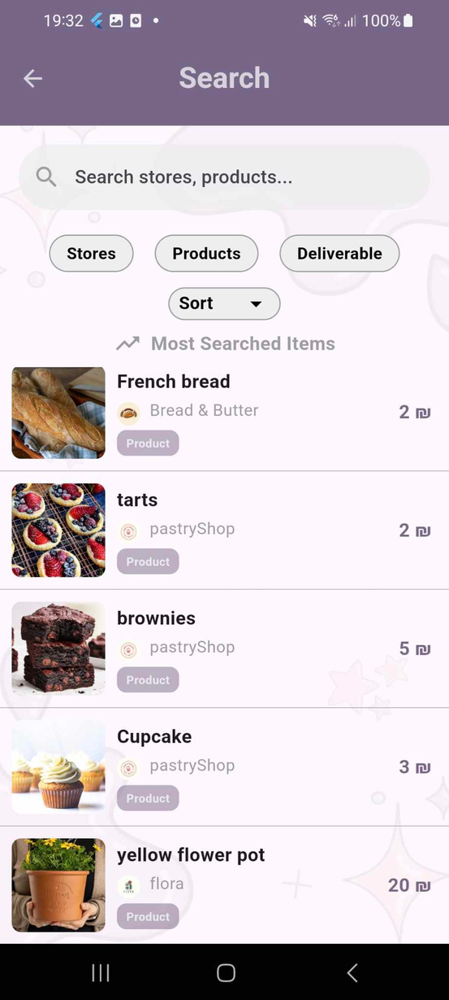 19:32
100%
Search
Search stores, products...
Stores Products Deliverable
Sort
Most Searched Items
French bread
Bread & Butter
2 ₪
Product
tarts
pastryShop
2 ₪
Product
brownies
pastryShop
5 ₪
Product
Cupcake
pastryShop
3 ₪
Product
yellow flower pot
flora
20 ₪
Product